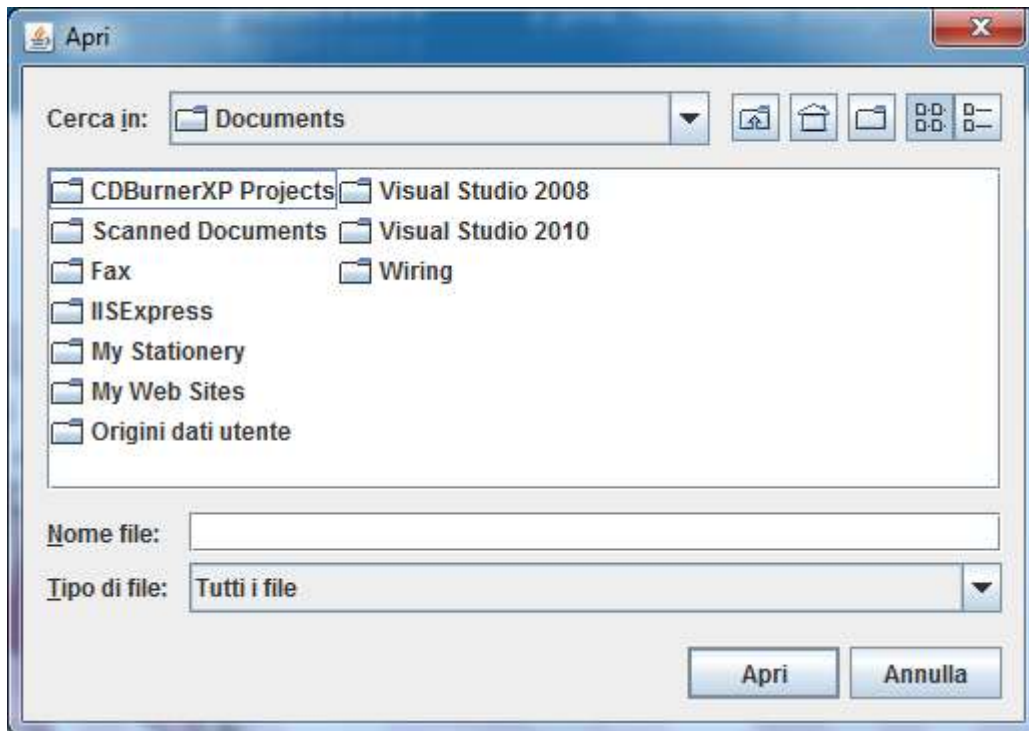 Apri
Cerca in: Documents
CDBurnerXP Projects Visual Studio 2008
Scanned Documents Visual Studio 2010
Fax Wiring
IISExpress
My Stationery
My Web Sites
Origini dati utente
Nome file:
Tipo di file: Tutti i file
Apri Annulla